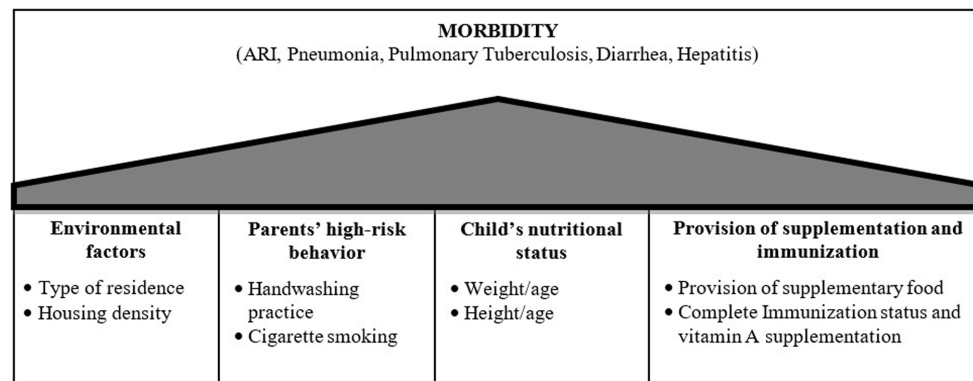 MORBIDITY
(ARI, Pneumonia, Pulmonary Tuberculosis, Diarrhea, Hepatitis)
Environmental
factors
• Type of residence
• Housing density
Parents’ high-risk
behavior
• Handwashing
practice
• Cigarette smoking
Child’s nutritional
status
• Weight/age
• Height/age
Provision of supplementation and
immunization
• Provision of supplementary food
• Complete Immunization status and
vitamin A supplementation